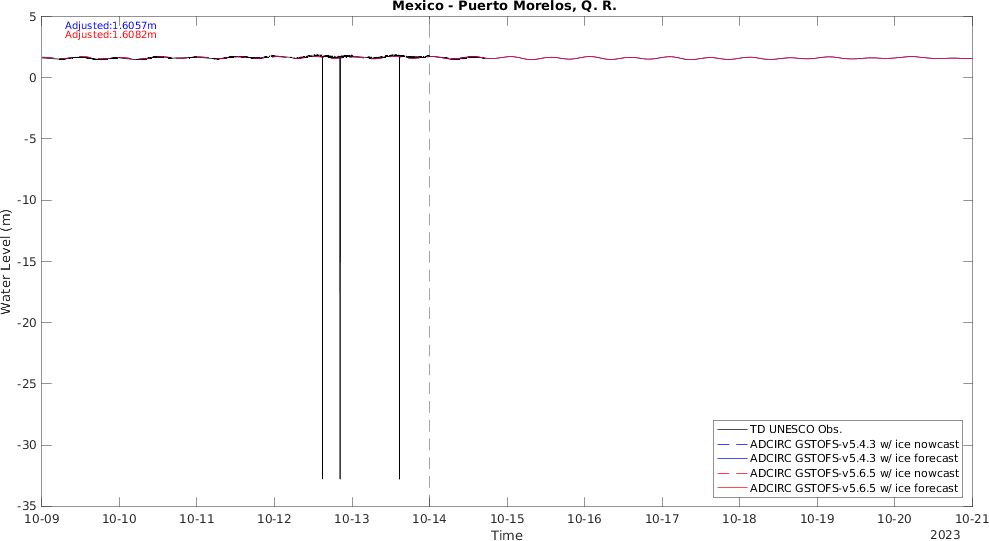 Mexico - Puerto Morelos, Q. R.
Adjusted:1.6057m
Adjusted:1.6082m
5
0
-5
-10
-15
-20
-25
-30
-35
Water Level (m)
TD UNESCO Obs.
ADCIRC GSTOFS-v5.4.3 w/ ice nowcast
ADCIRC GSTOFS-v5.4.3 w/ ice forecast
ADCIRC GSTOFS-v5.6.5 w/ ice nowcast
ADCIRC GSTOFS-v5.6.5 w/ ice forecast
10-09 10-10 10-11 10-12 10-13 10-14 10-15 10-16 10-17 10-18 10-19 10-20 10-21
Time
2023